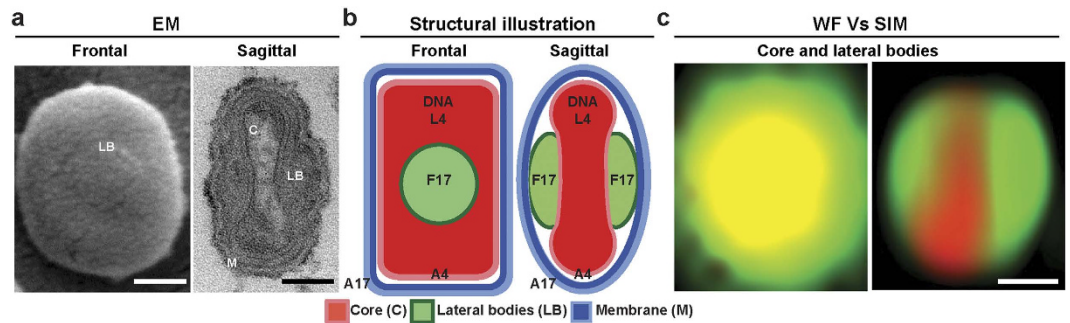 a
EM
Frontal
Sagittal
LB
C
LB
M
b
Structural illustration
Frontal
Sagittal
DNA
L4
F17
A4
A17
DNA
L4
F17
F17
A4
A17
c
WF Vs SIM
Core and lateral bodies
Core (C)
Lateral bodies (LB)
Membrane (M)